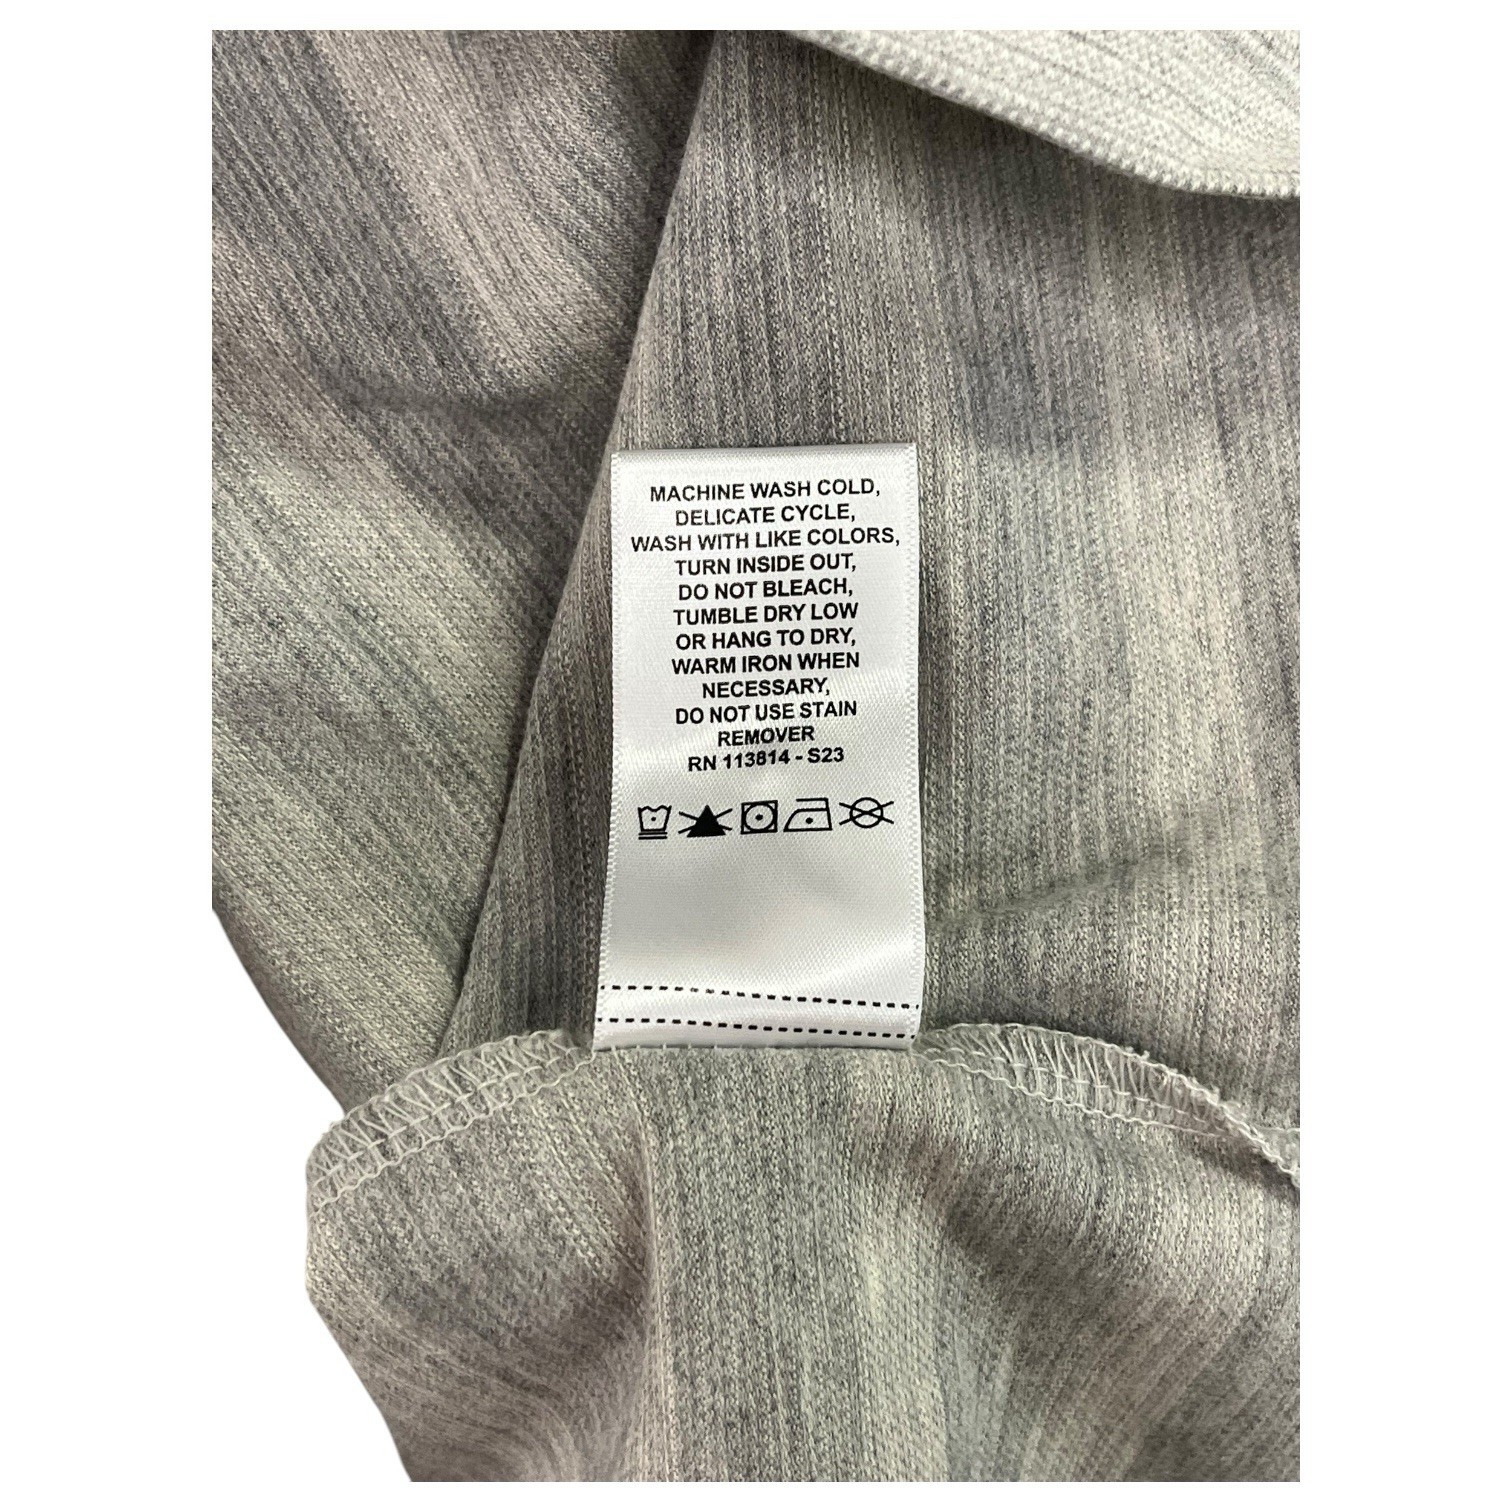 MACHINE WASH COLD,
DELICATE CYCLE,
WASH WITH LIKE COLORS,
TURN INSIDE OUT,
DO NOT BLEACH,
TUMBLE DRY LOW
OR HANG TO DRY,
WARM IRON WHEN
NECESSARY,
DO NOT USE STAIN
REMOVER
RN 113814 - S23